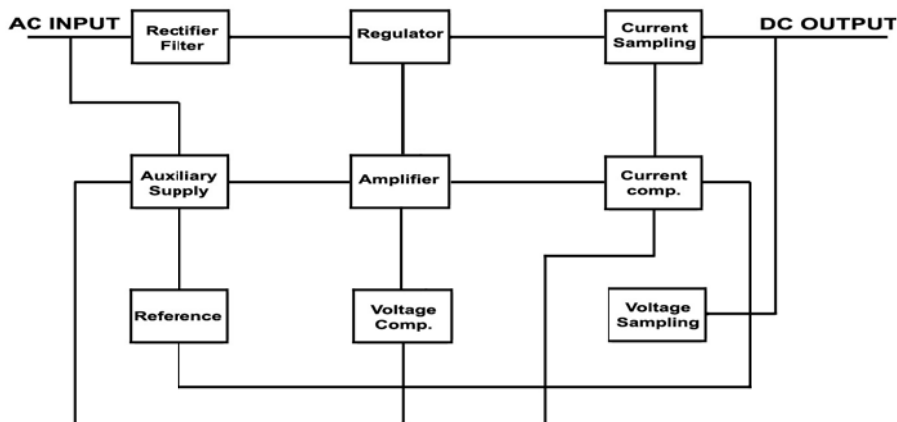 AC INPUT
Rectifier
Filter
Regulator
Current
Sampling
DC OUTPUT
Auxiliary
Supply
Amplifier
Current
comp.
Reference
Voltage
Comp.
Voltage
Sampling